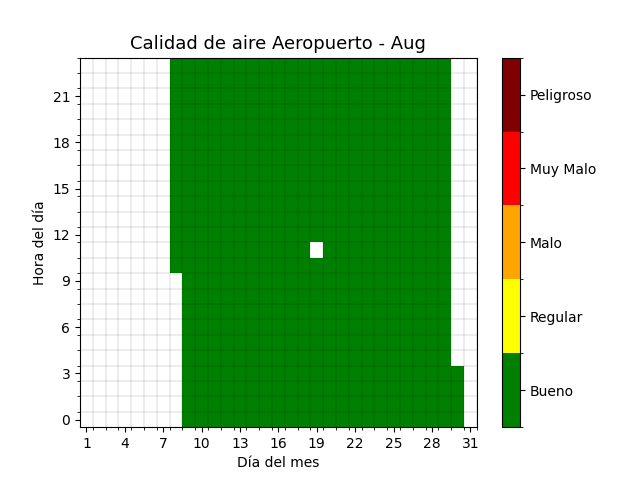 Calidad de aire Aeropuerto - Aug
Hora del día
21
18
15
12
9
6
3
0
1 4 7 10 13 16 19 22 25 28 31
Día del mes
Peligroso
Muy Malo
Malo
Regular
Bueno